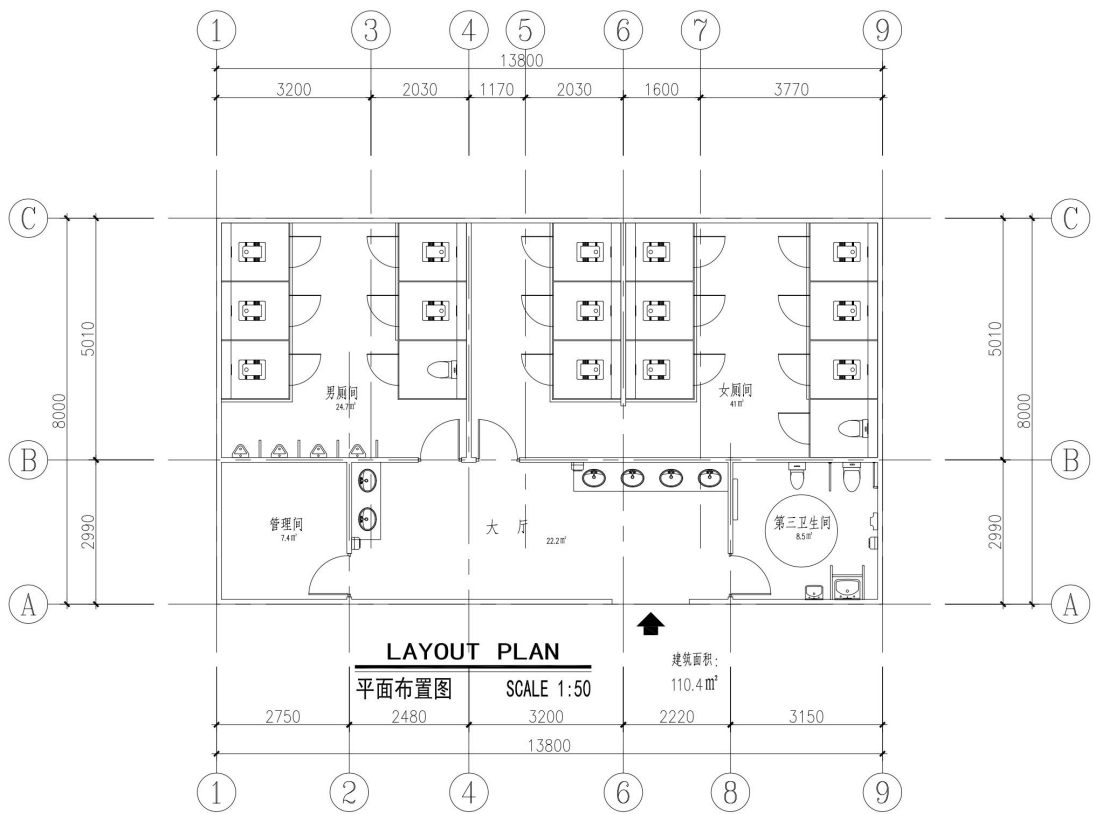 1 3 4 5 6 7 9
13800
3200 2030 1170 2030 1600 3770
C C
5010 5010
8000 8000
男厕间 女厕间
24.7㎡ 41㎡
B B
管理间 大厅 第三卫生间
7.4㎡ 22.2㎡ 8.5㎡
2990 2990
A A
LAYOUT PLAN
平面布置图 SCALE 1:50
建筑面积:
110.4㎡
2750 2480 3200 2220 3150
13800
1 2 4 6 8 9